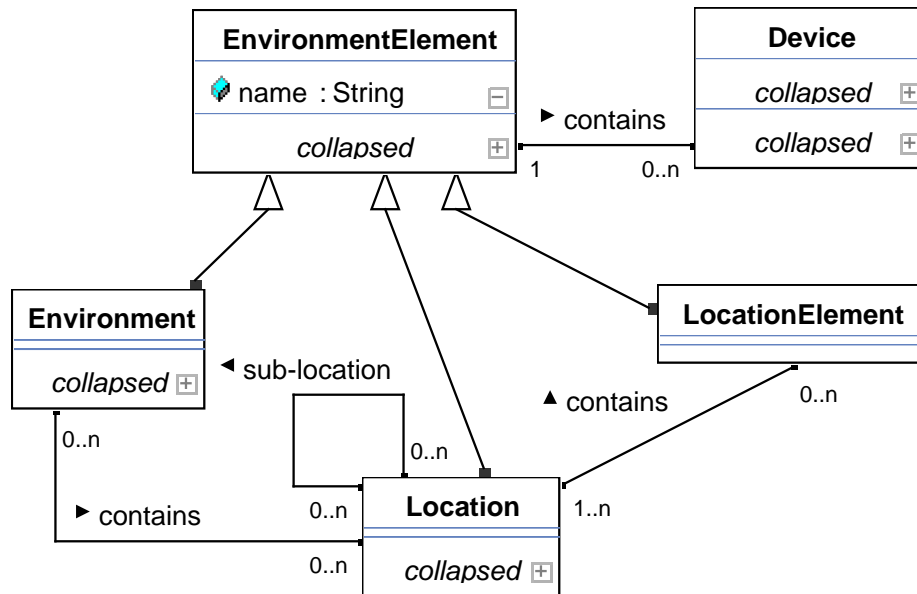 EnvironmentElement
name : String
collapsed
Device
collapsed
collapsed
contains
1
0..n
Environment
collapsed
LocationElement
sub-location
contains
0..n
0..n
0..n
0..n
contains
0..n
1..n
Location
collapsed